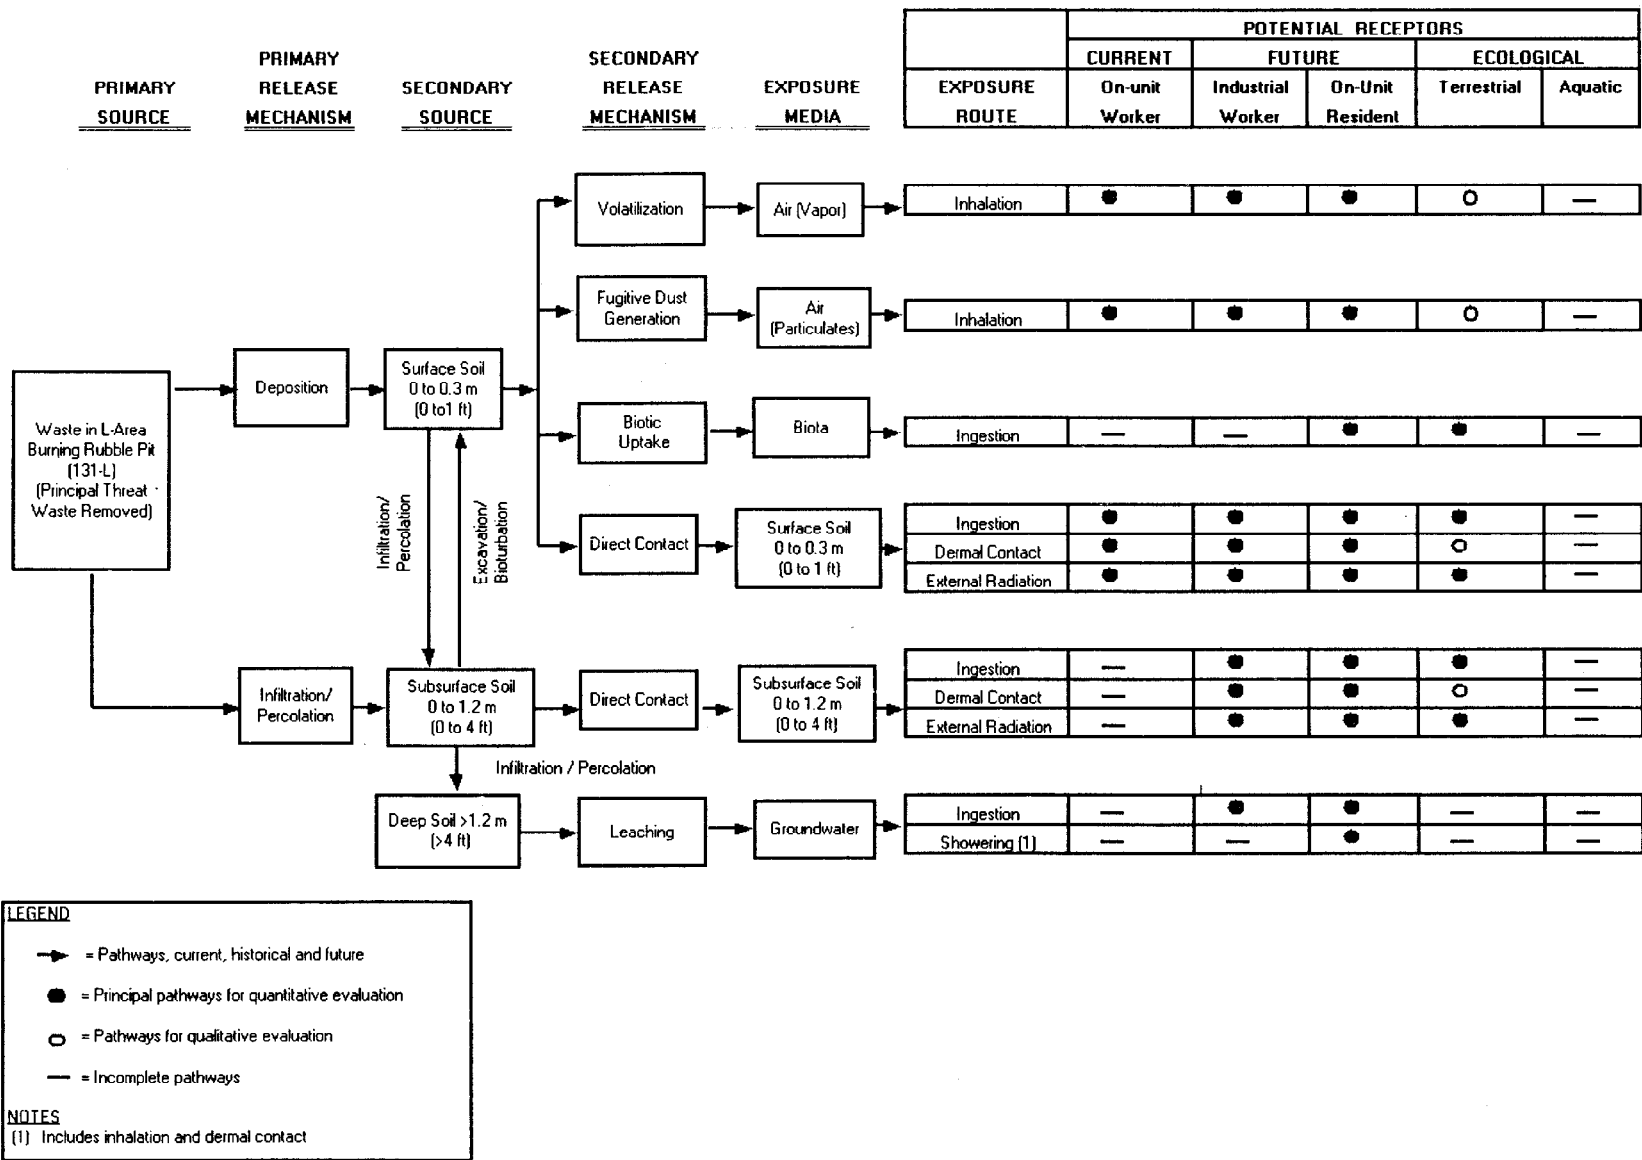 POTENTIAL RECEPTORS
PRIMARY
SECONDARY
CURRENT
FUTURE
ECOLOGICAL
PRIMARY
RELEASE
SECONDARY
RELEASE
EXPOSURE
EXPOSURE
On-unit
Industrial
On-Unit
Terrestrial
Aquatic
SOURCE
MECHANISM
SOURCE
MECHANISM
MEDIA
ROUTE
Worker
Worker
Resident
Volatilization
Air (Vapor)
Inhalation
—
Fugitive Dust
Generation
Air
(Particulates)
Inhalation
—
Deposition
Surface Soil
0 to 0.3 m
(0 to1 ft)
Waste in L-Area
Burning Rubble Pit
(131-L)
(Principal Threat
Waste Removed)
Biotic
Uptake
Biota
Ingestion
— — —
Infiltration/
Percolation
Excavation/
Bioturbation
Direct Contact
Surface Soil
0 to 0.3 m
(0 to 1 ft)
Ingestion
—
Dermal Contact
—
External Radiation
—
Infiltration/
Percolation
Subsurface Soil
0 to 1.2 m
(0 to 4 ft)
Direct Contact
Subsurface Soil
0 to 1.2 m
(0 to 4 ft)
Ingestion
— —
Dermal Contact
— —
External Radiation
— —
Infiltration / Percolation
Deep Soil >1.2 m
(>4 ft)
Leaching
Groundwater
Ingestion
— — —
Showering (1)
— — — —
LEGEND
= Pathways, current, historical and future
= Principal pathways for quantitative evaluation
= Pathways for qualitative evaluation
— = Incomplete pathways
NOTES
(1) Includes inhalation and dermal contact